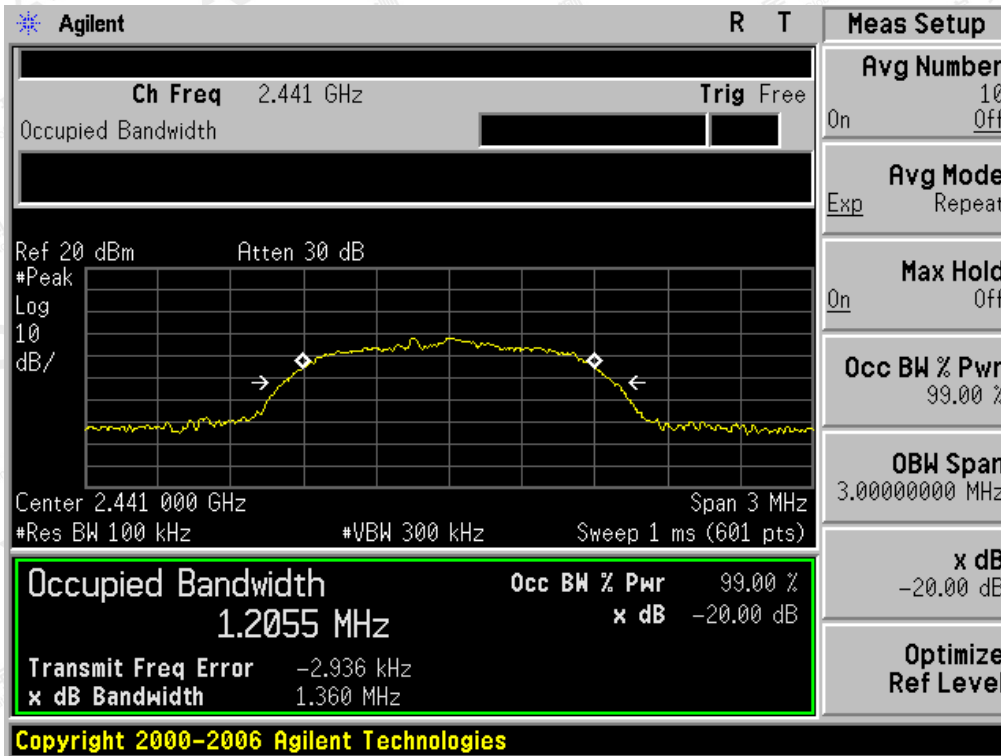 Agilent R T
Ch Freq 2.441 GHz Trig Free
Occupied Bandwidth
Ref 20 dBm Atten 30 dB
#Peak
Log
10
dB/
Center 2.441 000 GHz Span 3 MHz
#Res BW 100 kHz #VBW 300 kHz Sweep 1 ms (601 pts)
Occupied Bandwidth Occ BW % Pwr 99.00 %
1.2055 MHz x dB -20.00 dB
Transmit Freq Error -2.936 kHz
x dB Bandwidth 1.360 MHz
Copyright 2000-2006 Agilent Technologies
Meas Setup
Avg Number
10
On Off
Avg Mode
Exp Repeat
Max Hold
On Off
Occ BW % Pwr
99.00 %
OBW Span
3.00000000 MHz
x dB
-20.00 dB
Optimize
Ref Level